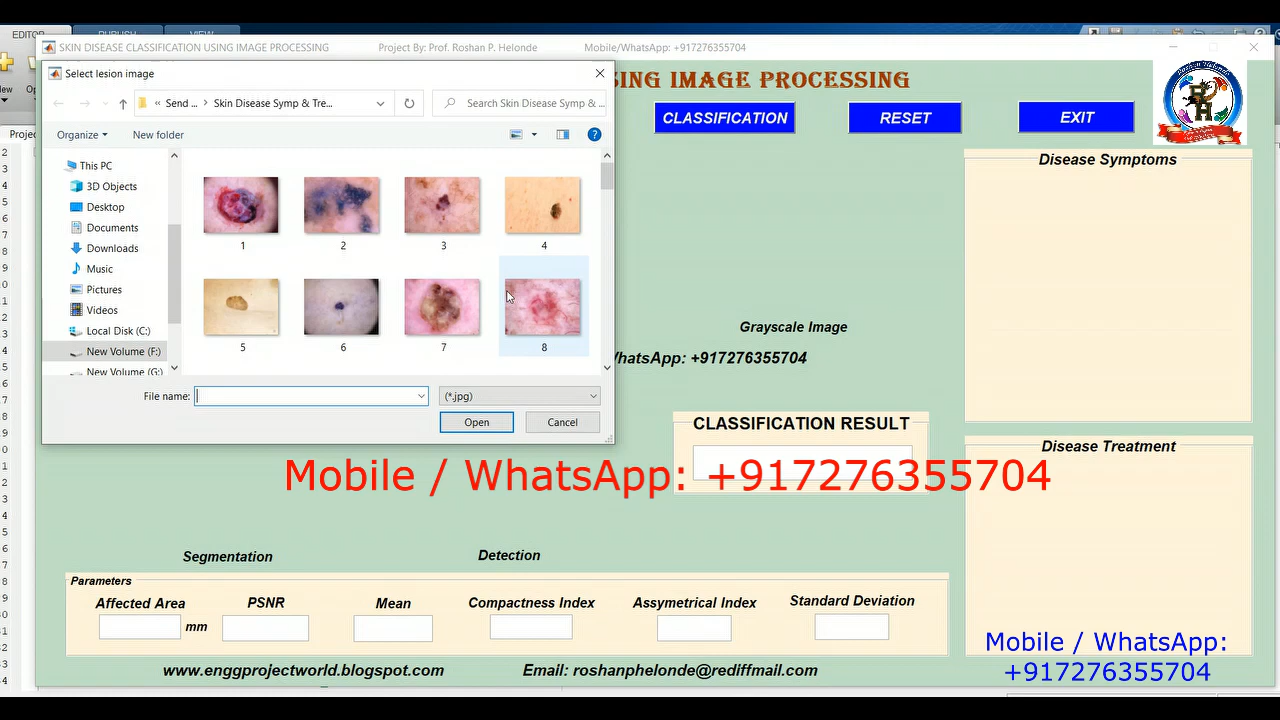 EDITOR
PUBLISH
VIEW
SKIN DISEASE CLASSIFICATION USING IMAGE PROCESSING Project By: Prof. Roshan P. Helonde Mobile/WhatsApp: +917276355704
Select lesion image
SING IMAGE PROCESSING
« Send ... > Skin Disease Symp & Tre...
Search Skin Disease Symp & ...
CLASSIFICATION
RESET
EXIT
Organize
New folder
This PC
3D Objects
Desktop
Documents
Downloads
Music
Pictures
Videos
Local Disk (C:)
New Volume (F:)
New Volume (G:)
1
2
3
4
5
6
7
8
File name:
(*.jpg)
Open
Cancel
Disease Symptoms
Grayscale Image
WhatsApp: +917276355704
CLASSIFICATION RESULT
Disease Treatment
Mobile / WhatsApp: +917276355704
Segmentation
Detection
Parameters
Affected Area
PSNR
Mean
Compactness Index
Assymetrical Index
Standard Deviation
mm
www.enggprojectworld.blogspot.com
Email: roshanphelonde@rediffmail.com
Mobile / WhatsApp:
+917276355704